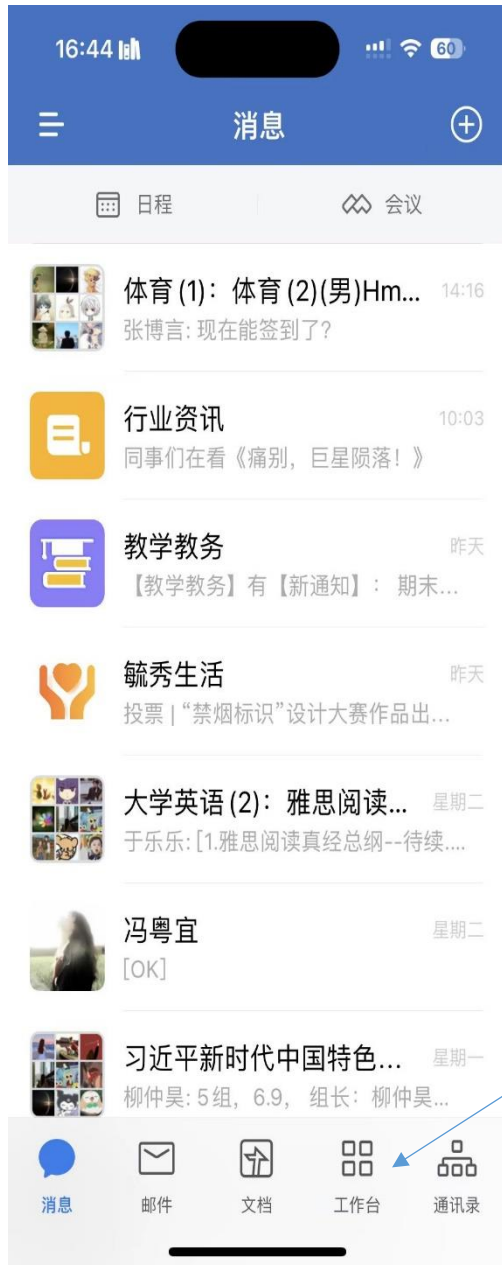 16:44 60
消息
日程 会议
体育(1)：体育(2)(男)Hm... 14:16
张博言: 现在能签到了?
行业资讯 10:03
同事们在看《痛别，巨星陨落！》
教学教务 昨天
【教学教务】有【新通知】： 期末...
毓秀生活 昨天
投票 | “禁烟标识”设计大赛作品出...
大学英语(2)：雅思阅读... 星期二
于乐乐: [1.雅思阅读真经总纲--待续....
冯粤宜 星期二
[OK]
习近平新时代中国特色... 星期一
柳仲昊: 5组，6.9， 组长：柳仲昊...
消息 邮件 文档 工作台 通讯录